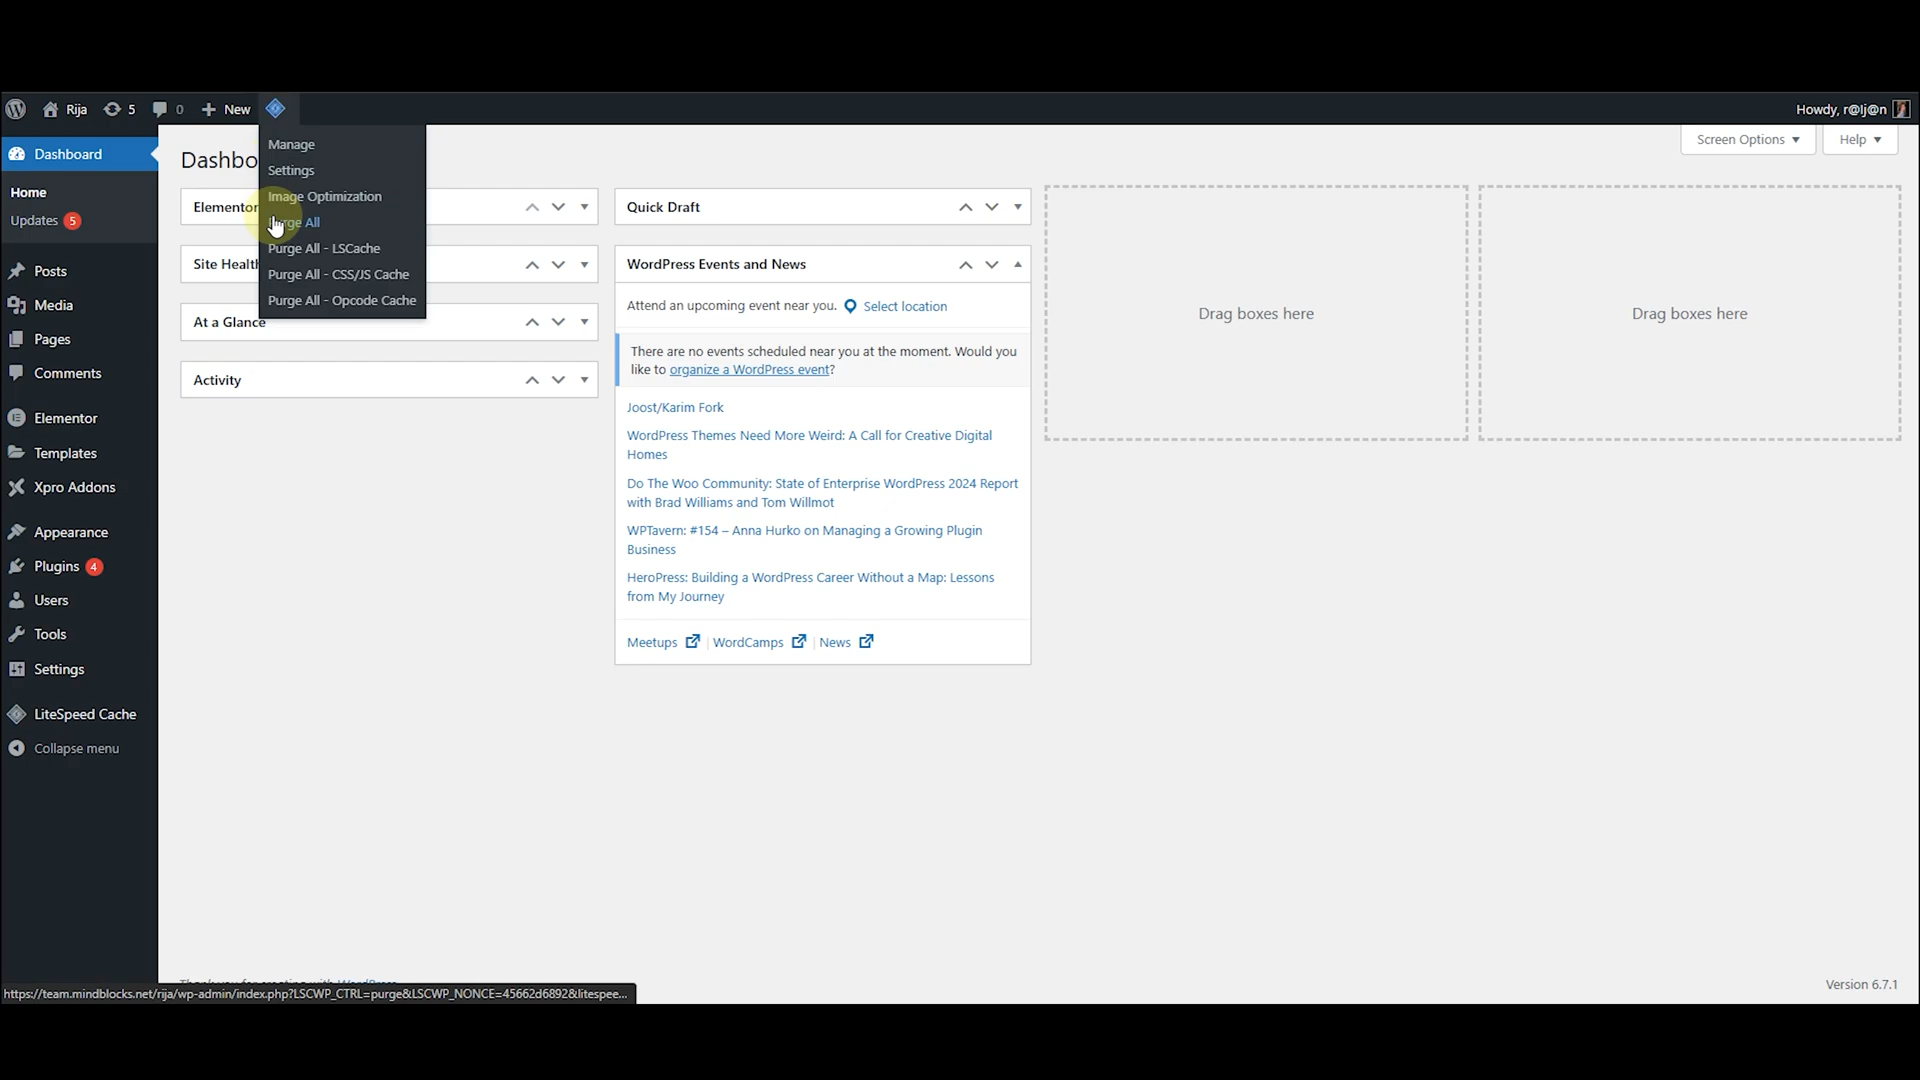 Rija
5
0
New
Howdy, r@lj@n
Manage
Settings
Image Optimization
Purge All
Purge All - LSCache
Purge All - CSS/JS Cache
Purge All - Opcode Cache
Screen Options
Help
Dashboard
Home
Updates 5
Posts
Media
Pages
Comments
Elementor
Templates
Xpro Addons
Appearance
Plugins 4
Users
Tools
Settings
LiteSpeed Cache
Collapse menu
Elementor
At a Glance
Activity
Quick Draft
WordPress Events and News
Attend an upcoming event near you.
Select location
There are no events scheduled near you at the moment. Would you
like to organize a WordPress event?
Joost/Karim Fork
WordPress Themes Need More Weird: A Call for Creative Digital
Homes
Do The Woo Community: State of Enterprise WordPress 2024 Report
with Brad Williams and Tom Willmot
WPTavern: #154 – Anna Hurko on Managing a Growing Plugin
Business
HeroPress: Building a WordPress Career Without a Map: Lessons
from My Journey
Meetups | WordCamps | News
Drag boxes here
Drag boxes here
https://team.mindblocks.net/rija/wp-admin/index.php?LSCWP_CTRL=purge&LSCWP_NONCE=45662d6892&litespee...
Version 6.7.1